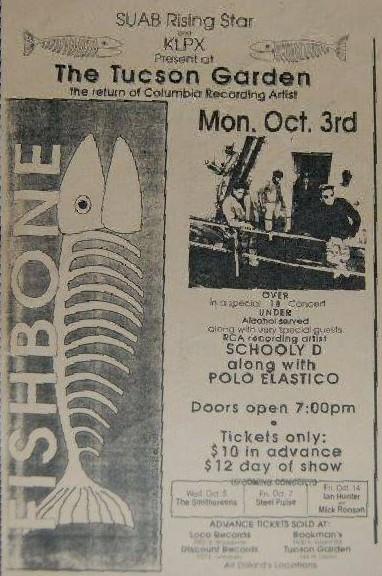 SUAB Rising Star
and
KLPX
Present at
The Tucson Garden
the return of Columbia Recording Artist
FISHBONE
Mon. Oct. 3rd
OVER
in a special 18 Concert
UNDER
Alcohol served
along with very special guests
RCA recording artist
SCHOOLY D
along with
POLO ELASTICO
Doors open 7:00pm
Tickets only:
$10 in advance
$12 day of show
UPCOMING CONCERTS
Wed. Oct. 5
The Smithereens
Fri. Oct. 7
Steel Pulse
Fri. Oct. 14
Ian Hunter
and
Mick Ronson
ADVANCE TICKETS SOLD AT:
Loco Records
Bookman's
Discount Records
Tucson Garden
All Dillard's Locations